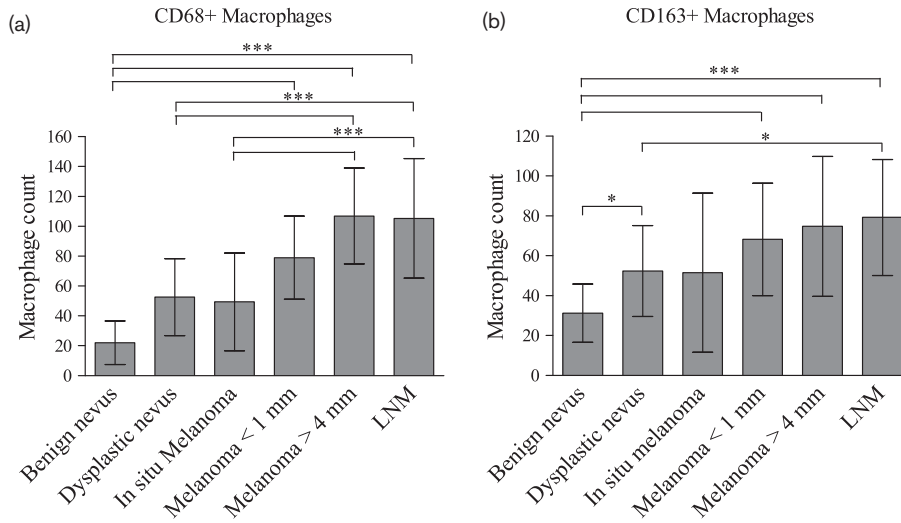 (a)
CD68+ Macrophages
***
***
***
Macrophage count
160
140
120
100
80
60
40
20
0
Benign nevus
Dysplastic nevus
In situ Melanoma
Melanoma < 1 mm
Melanoma > 4 mm
LNM
(b)
CD163+ Macrophages
***
*
*
Macrophage count
120
100
80
60
40
20
0
Benign nevus
Dysplastic nevus
In situ melanoma
Melanoma < 1 mm
Melanoma > 4 mm
LNM